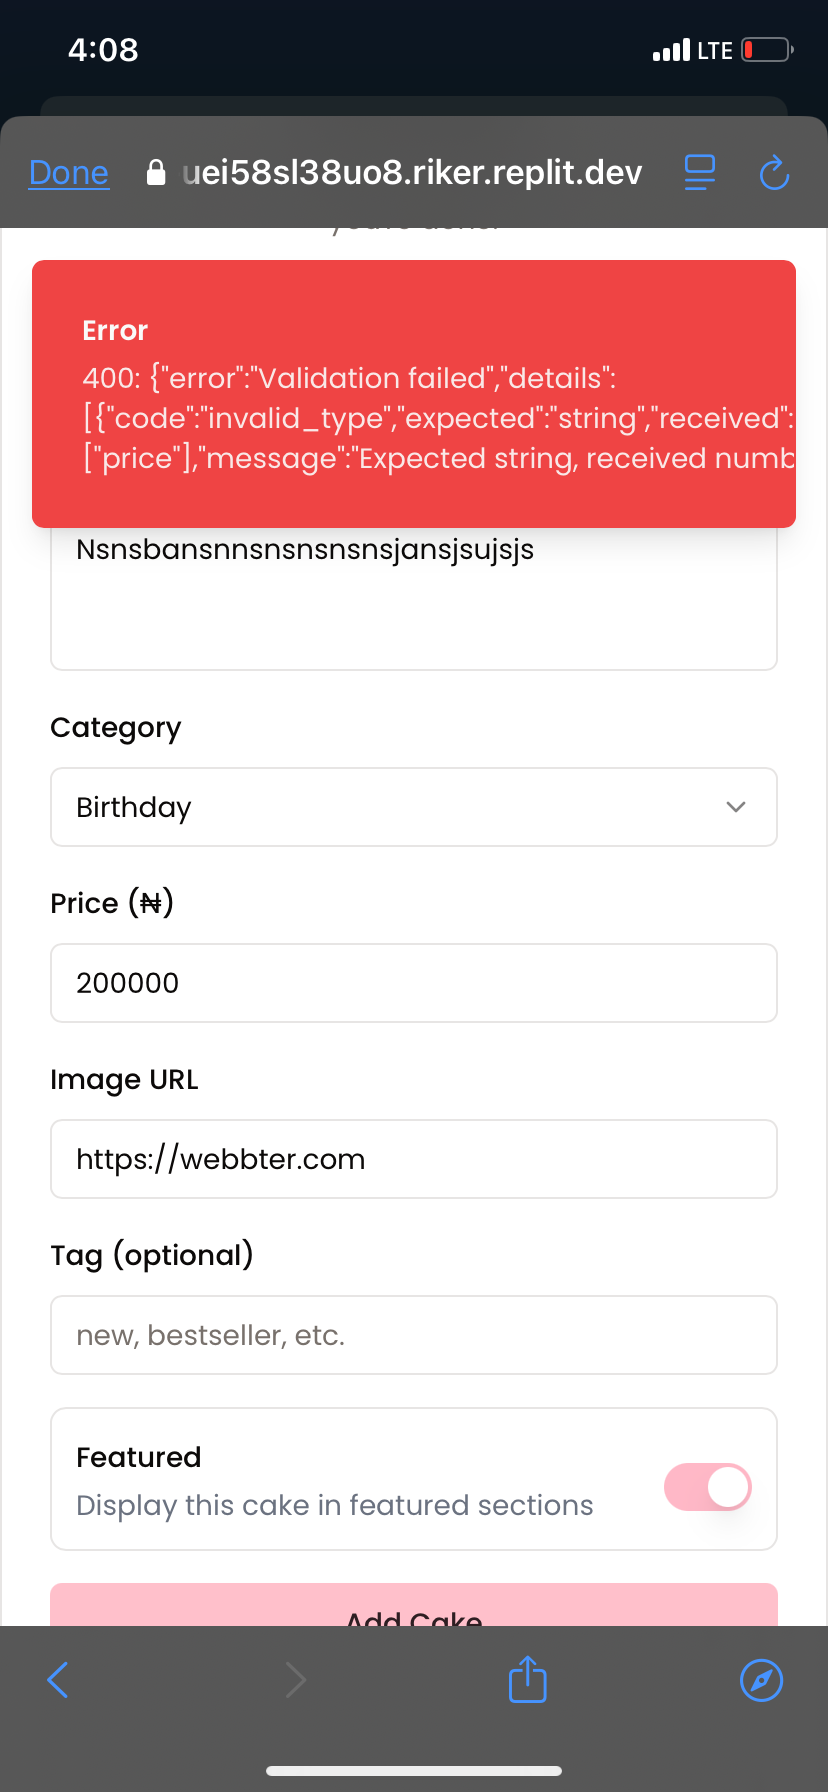 4:08
LTE
Done
uei58sl38uo8.riker.replit.dev
Error
400: {"error":"Validation failed","details":
[{"code":"invalid_type","expected":"string","received":
["price"],"message":"Expected string, received numb
Nsnsbansnnsnsnsnsnsjansjsujsjs
Category
Birthday
Price (₦)
200000
Image URL
https://webbter.com
Tag (optional)
new, bestseller, etc.
Featured
Display this cake in featured sections
Add Cake